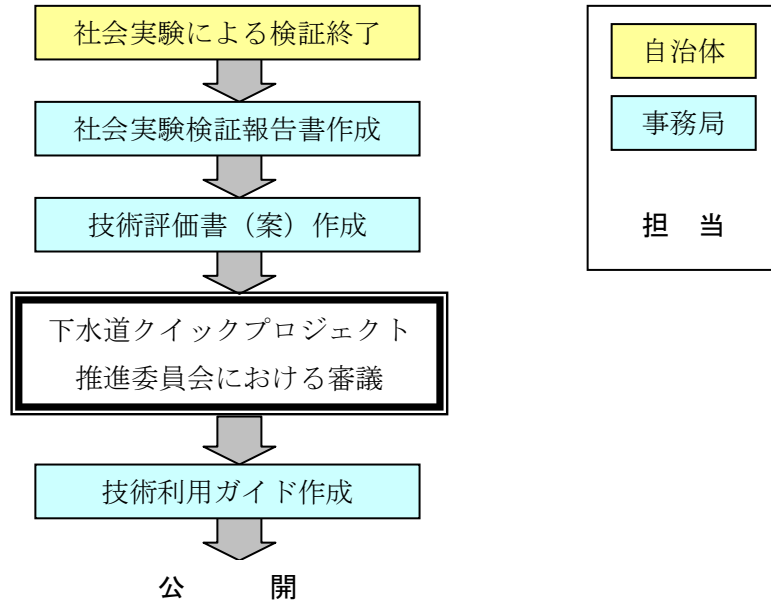 社会実験による検証終了
社会実験検証報告書作成
技術評価書（案）作成
下水道クイックプロジェクト
推進委員会における審議
技術利用ガイド作成
公　開
自治体
事務局
担　当